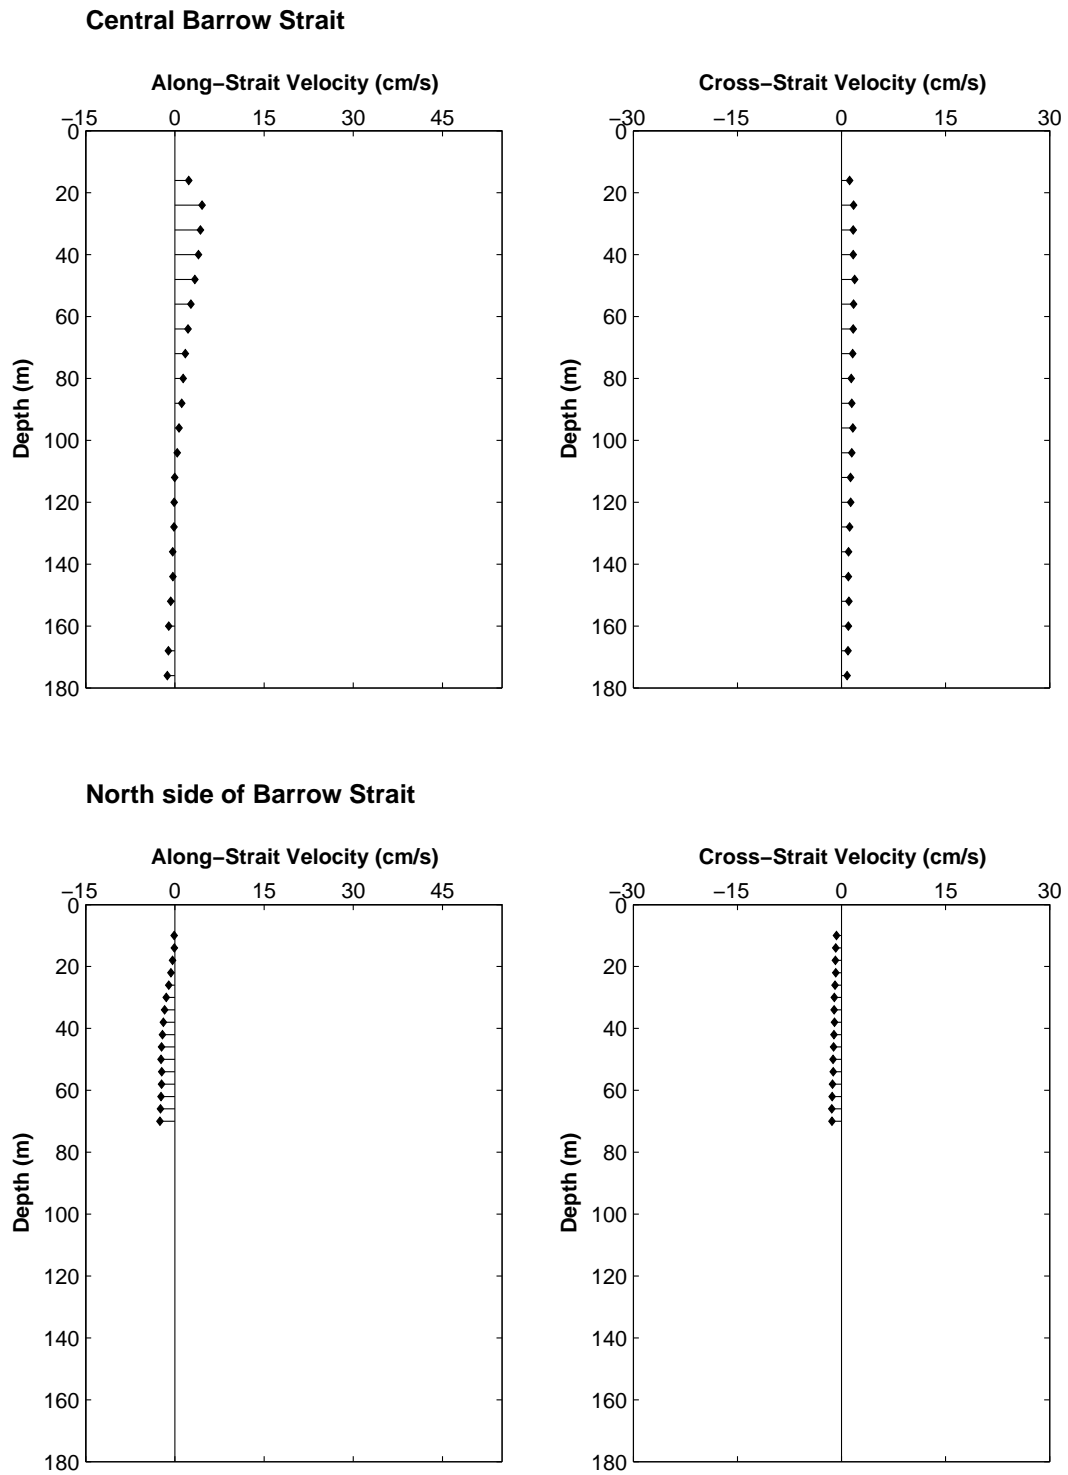 Central Barrow Strait
Along−Strait Velocity (cm/s)
−15 0 15 30 45
0
20
40
60
80
100
120
140
160
180
Depth (m)
Cross−Strait Velocity (cm/s)
−30 −15 0 15 30
0
20
40
60
80
100
120
140
160
180
Depth (m)
North side of Barrow Strait
Along−Strait Velocity (cm/s)
−15 0 15 30 45
0
20
40
60
80
100
120
140
160
180
Depth (m)
Cross−Strait Velocity (cm/s)
−30 −15 0 15 30
0
20
40
60
80
100
120
140
160
180
Depth (m)